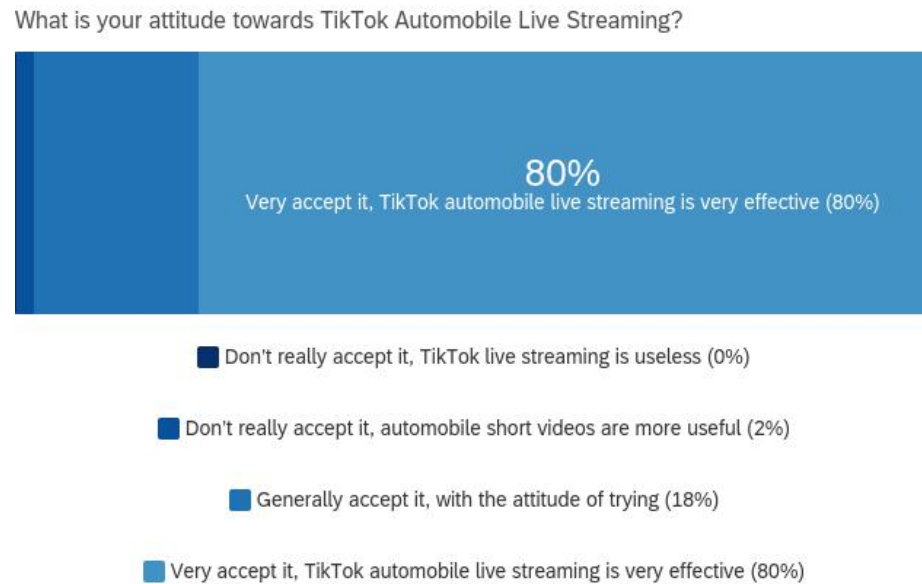 What is your attitude towards TikTok Automobile Live Streaming?
80%
Very accept it, TikTok automobile live streaming is very effective (80%)
Don't really accept it, TikTok live streaming is useless (0%)
Don't really accept it, automobile short videos are more useful (2%)
Generally accept it, with the attitude of trying (18%)
Very accept it, TikTok automobile live streaming is very effective (80%)